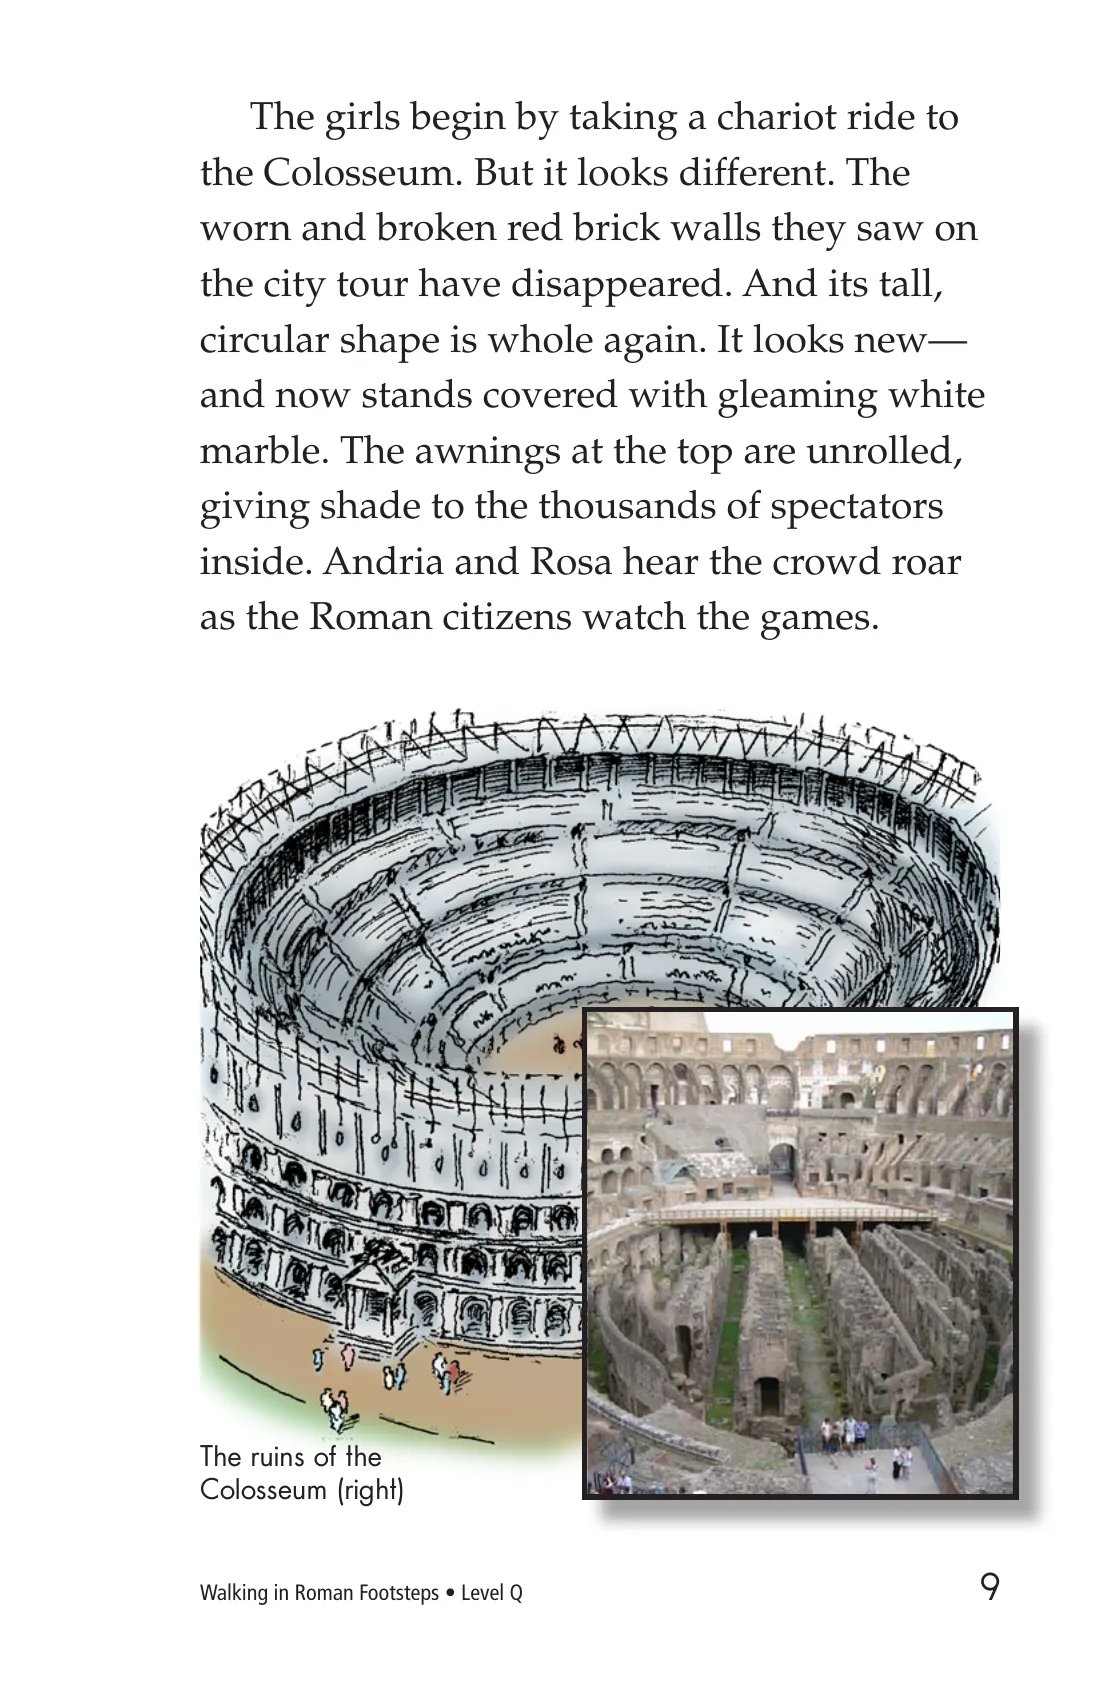 The girls begin by taking a chariot ride to
the Colosseum. But it looks different. The
worn and broken red brick walls they saw on
the city tour have disappeared. And its tall,
circular shape is whole again. It looks new—
and now stands covered with gleaming white
marble. The awnings at the top are unrolled,
giving shade to the thousands of spectators
inside. Andria and Rosa hear the crowd roar
as the Roman citizens watch the games.
The ruins of the
Colosseum (right)
Walking in Roman Footsteps • Level Q
9